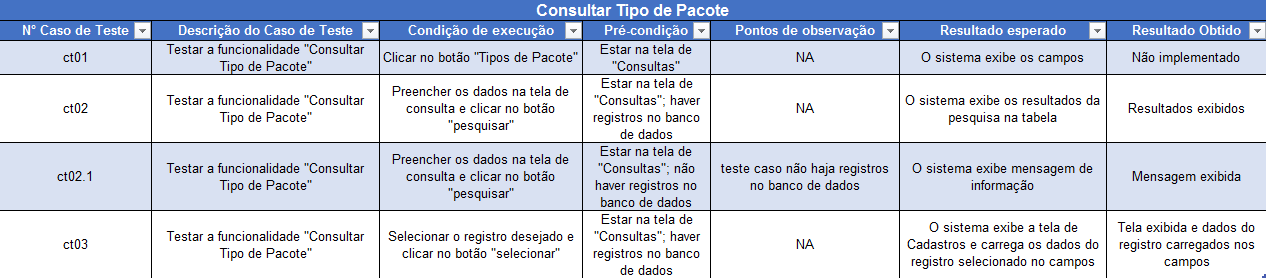 Consultar Tipo de Pacote
N° Caso de Teste Descrição do Caso de Teste Condição de execução Pré-condição Pontos de observação Resultado esperado Resultado Obtido
ct01
Testar a funcionalidade "Consultar
Tipo de Pacote"
Clicar no botão "Tipos de Pacote"
Estar na tela de
"Consultas"
NA
O sistema exibe os campos
Não implementado
ct02
Testar a funcionalidade "Consultar
Tipo de Pacote"
Preencher os dados na tela de
consulta e clicar no botão
"pesquisar"
Estar na tela de
"Consultas"; haver
registros no banco
de dados
NA
O sistema exibe os resultados da
pesquisa na tabela
Resultados exibidos
ct02.1
Testar a funcionalidade "Consultar
Tipo de Pacote"
Preencher os dados na tela de
consulta e clicar no botão
"pesquisar"
Estar na tela de
"Consultas"; não
haver registros no
banco de dados
teste caso não haja registros
no banco de dados
O sistema exibe mensagem de
informação
Mensagem exibida
ct03
Testar a funcionalidade "Consultar
Tipo de Pacote"
Selecionar o registro desejado e
clicar no botão "selecionar"
Estar na tela de
"Consultas"; haver
registros no banco
de dados
NA
O sistema exibe a tela de
Cadastros e carrega os dados do
registro selecionado no campos
Tela exibida e dados do
registro carregados nos
campos